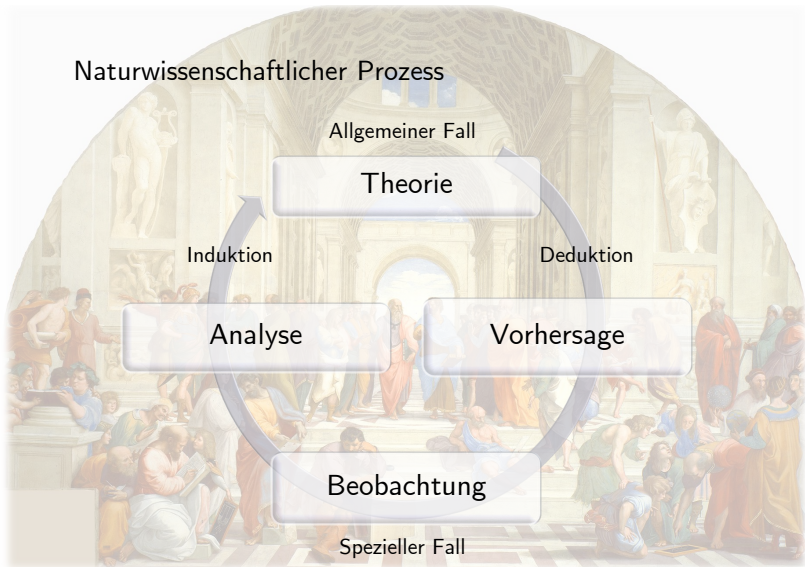 Naturwissenschaftlicher Prozess
Allgemeiner Fall
Theorie
Induktion
Deduktion
Analyse
Vorhersage
Beobachtung
Spezieller Fall